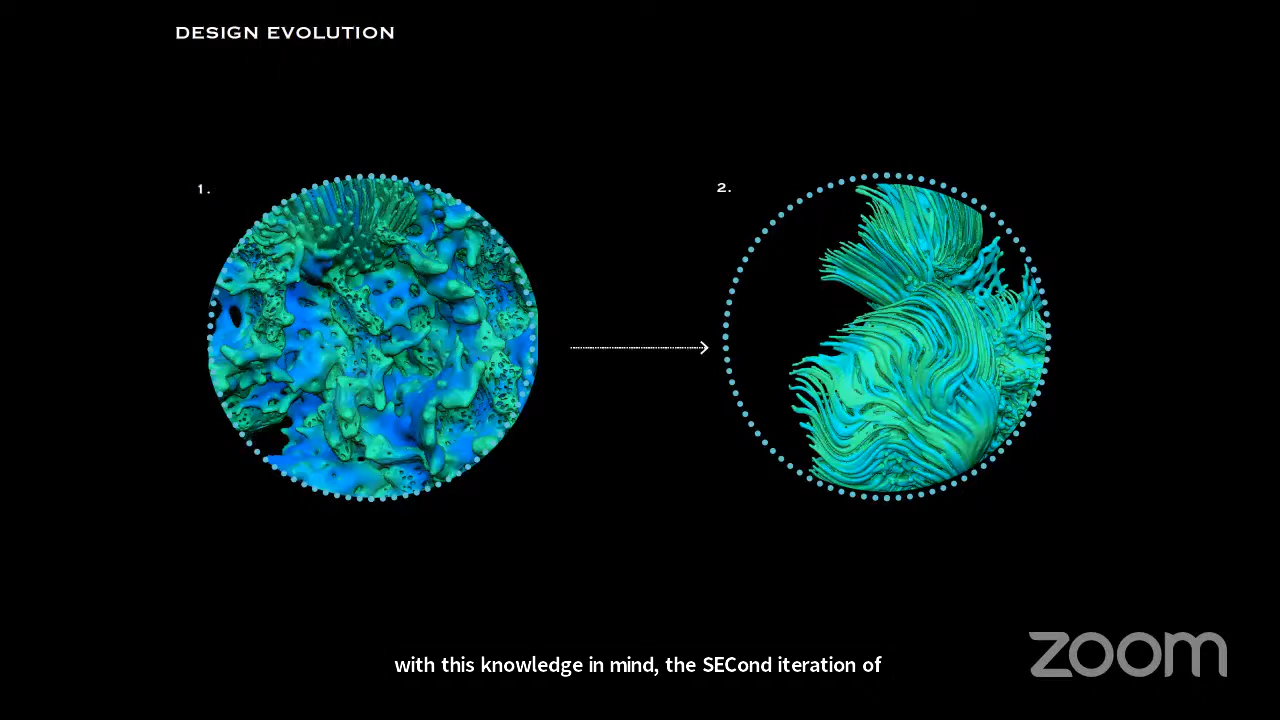 DESIGN EVOLUTION
1.
2.
with this knowledge in mind, the SECond iteration of
zoom